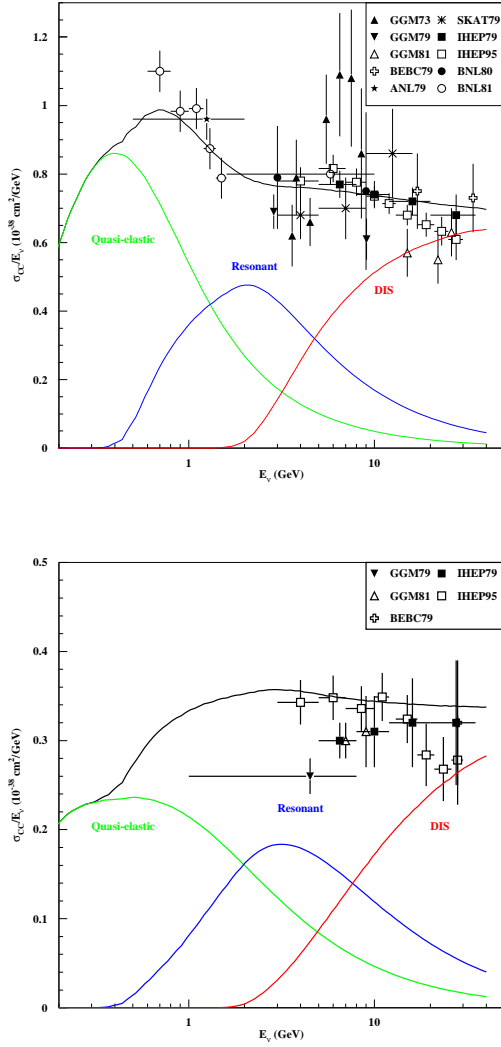 1.2
1
0.8
0.6
0.4
0.2
0
σCC/Eν (10⁻³⁸ cm²/GeV)
GGM73
GGM79
GGM81
BEBC79
ANL79
SKAT79
IHEP79
IHEP95
BNL80
BNL81
Quasi-elastic
Resonant
DIS
1
10
Eν (GeV)
0.5
0.4
0.3
0.2
0.1
0
σCC/Eν (10⁻³⁸ cm²/GeV)
GGM79
GGM81
BEBC79
IHEP79
IHEP95
Quasi-elastic
Resonant
DIS
1
10
Eν (GeV)